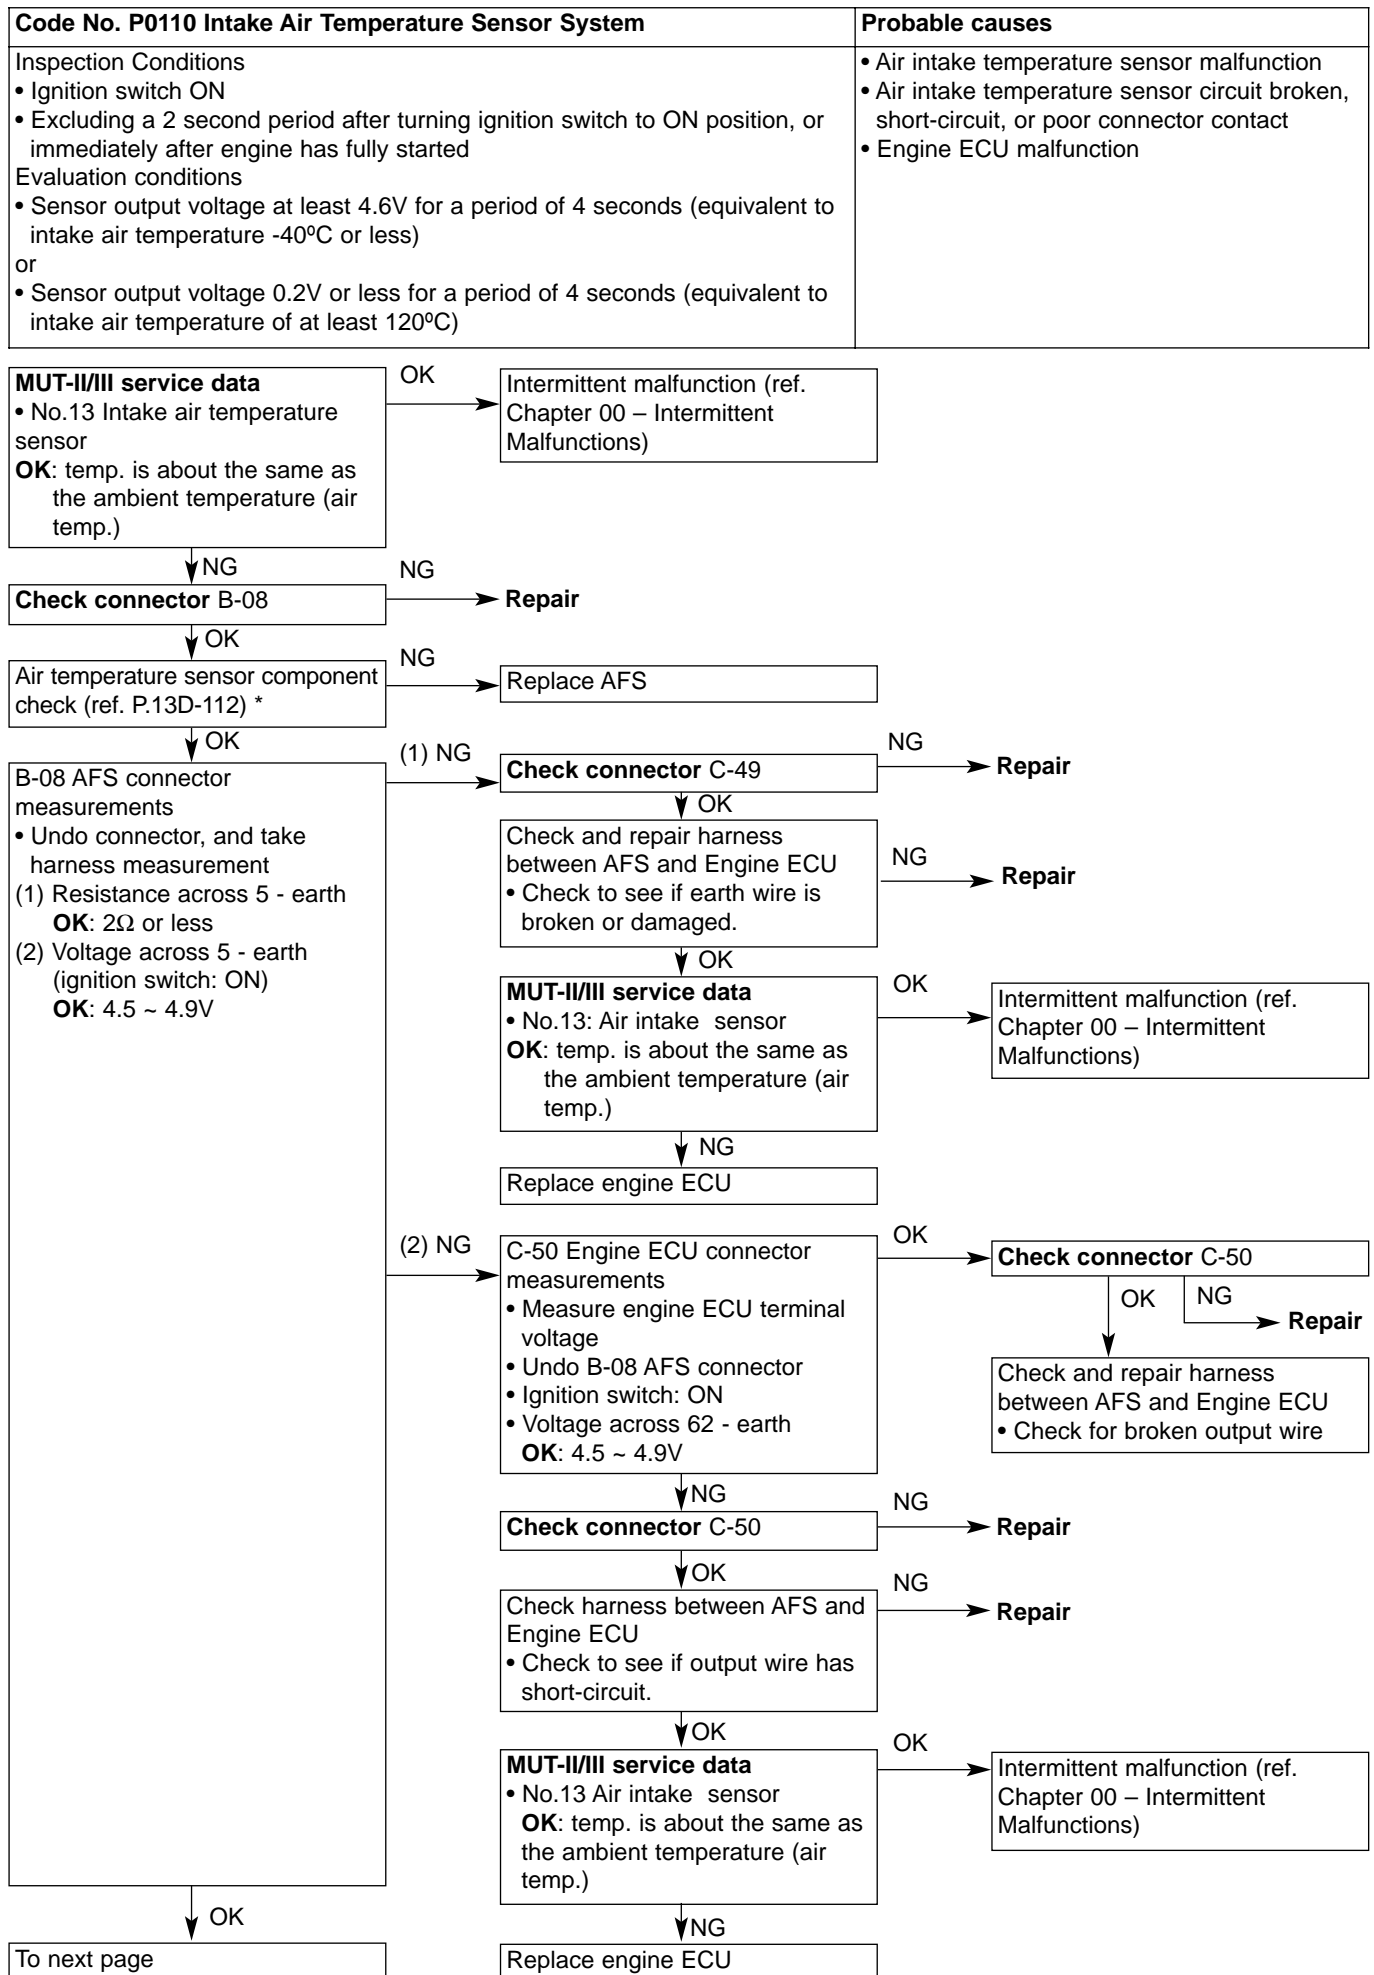 Code No. P0110 Intake Air Temperature Sensor System
Probable causes
Inspection Conditions
• Ignition switch ON
• Excluding a 2 second period after turning ignition switch to ON position, or
immediately after engine has fully started
Evaluation conditions
• Sensor output voltage at least 4.6V for a period of 4 seconds (equivalent to
intake air temperature -40ºC or less)
or
• Sensor output voltage 0.2V or less for a period of 4 seconds (equivalent to
intake air temperature of at least 120ºC)
• Air intake temperature sensor malfunction
• Air intake temperature sensor circuit broken,
short-circuit, or poor connector contact
• Engine ECU malfunction
MUT-II/III service data
• No.13 Intake air temperature
sensor
OK: temp. is about the same as
the ambient temperature (air
temp.)
OK
Intermittent malfunction (ref.
Chapter 00 – Intermittent
Malfunctions)
NG
Check connector B-08
NG
Repair
OK
Air temperature sensor component
check (ref. P.13D-112) *
NG
Replace AFS
OK
B-08 AFS connector
measurements
• Undo connector, and take
harness measurement
(1) Resistance across 5 - earth
OK: 2Ω or less
(2) Voltage across 5 - earth
(ignition switch: ON)
OK: 4.5 ~ 4.9V
(1) NG
Check connector C-49
NG
Repair
OK
Check and repair harness
between AFS and Engine ECU
• Check to see if earth wire is
broken or damaged.
NG
Repair
OK
MUT-II/III service data
• No.13: Air intake sensor
OK: temp. is about the same as
the ambient temperature (air
temp.)
OK
Intermittent malfunction (ref.
Chapter 00 – Intermittent
Malfunctions)
NG
Replace engine ECU
(2) NG
C-50 Engine ECU connector
measurements
• Measure engine ECU terminal
voltage
• Undo B-08 AFS connector
• Ignition switch: ON
• Voltage across 62 - earth
OK: 4.5 ~ 4.9V
OK
Check connector C-50
OK
NG
Repair
Check and repair harness
between AFS and Engine ECU
• Check for broken output wire
NG
Check connector C-50
NG
Repair
OK
Check harness between AFS and
Engine ECU
• Check to see if output wire has
short-circuit.
NG
Repair
OK
MUT-II/III service data
• No.13 Air intake sensor
OK: temp. is about the same as
the ambient temperature (air
temp.)
OK
Intermittent malfunction (ref.
Chapter 00 – Intermittent
Malfunctions)
NG
Replace engine ECU
OK
To next page